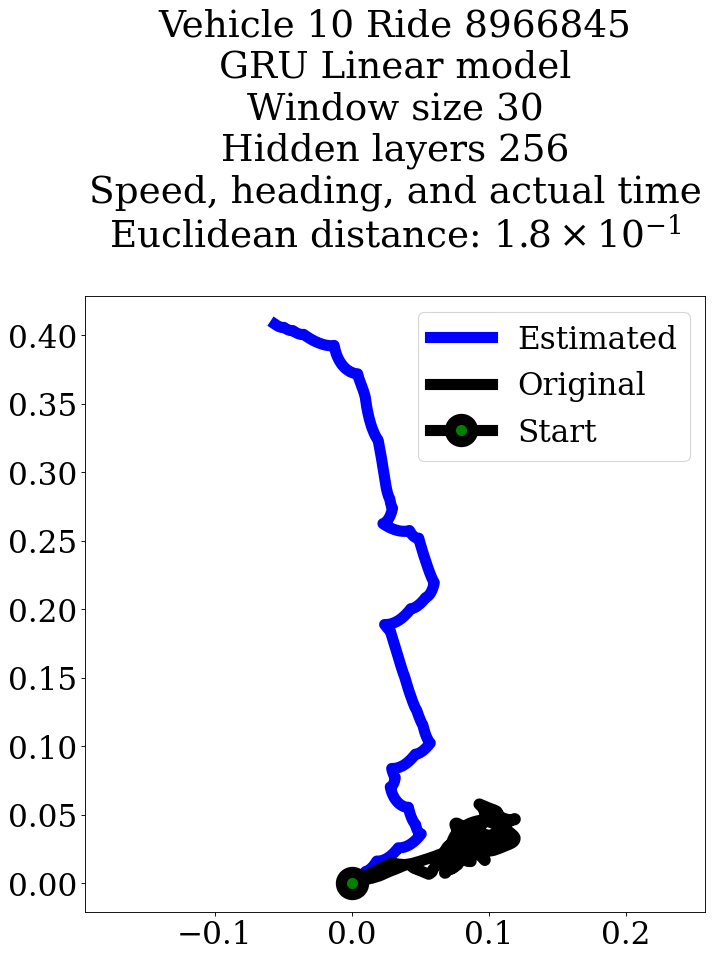 Vehicle 10 Ride 8966845
GRU Linear model
Window size 30
Hidden layers 256
Speed, heading, and actual time
Euclidean distance: 1.8 × 10⁻¹
Estimated
Original
Start
0.40
0.35
0.30
0.25
0.20
0.15
0.10
0.05
0.00
−0.1 0.0 0.1 0.2